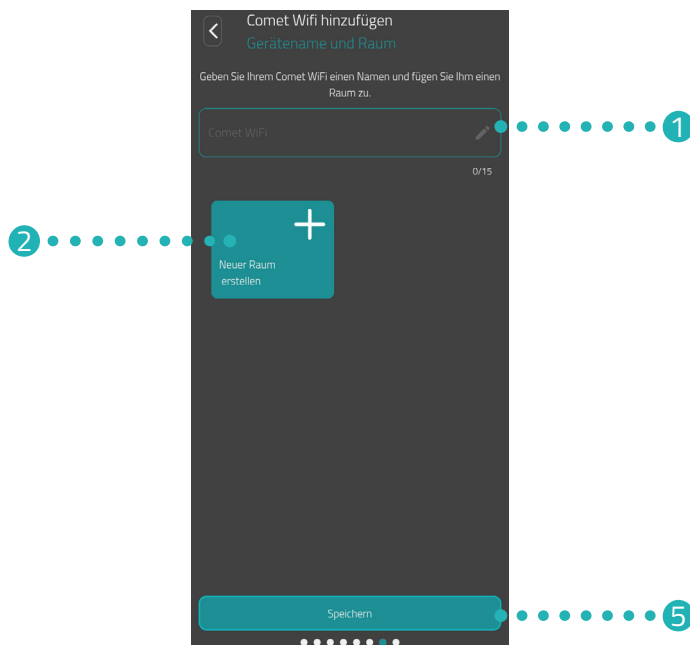 Comet Wifi hinzufügen
Gerätename und Raum
Geben Sie Ihrem Comet WiFi einen Namen und fügen Sie Ihm einen
Raum zu.
Comet WiFi
1
0/15
2
Neuer Raum
erstellen
Speichern
5